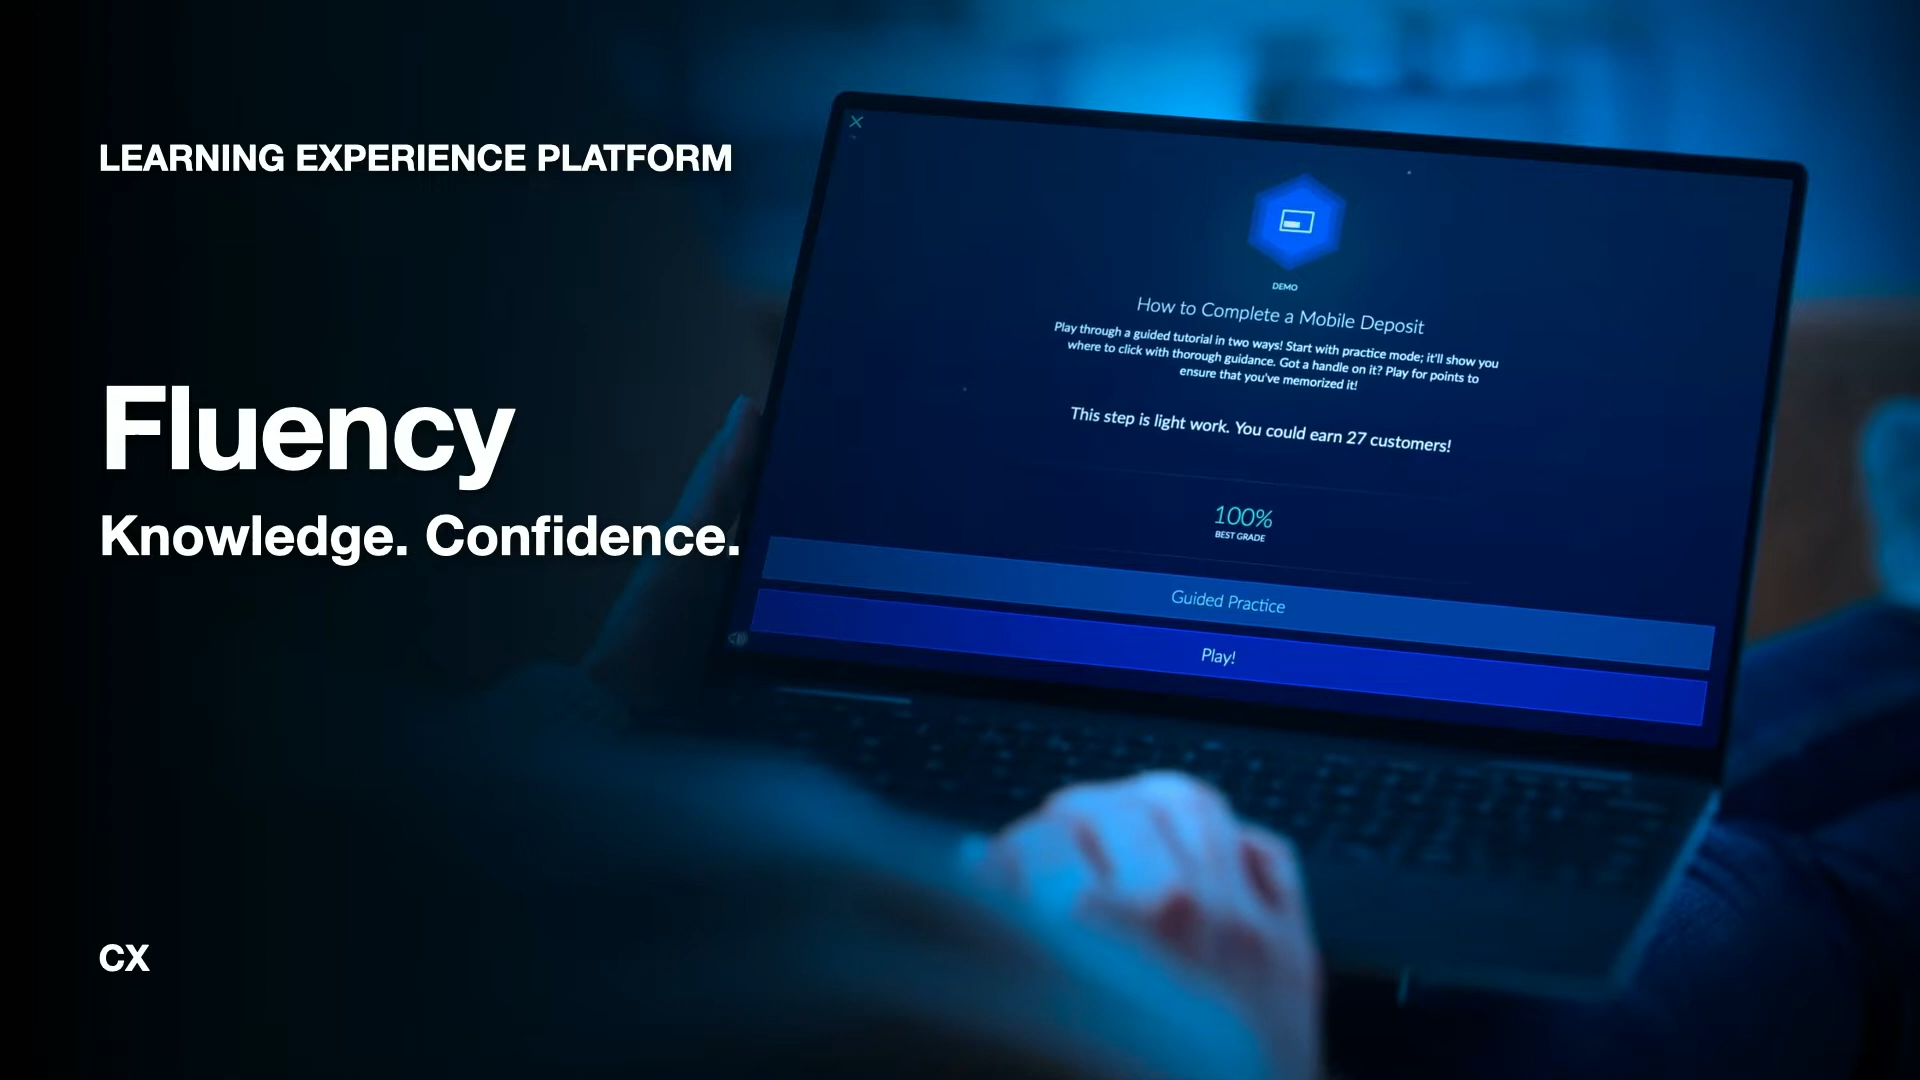 LEARNING EXPERIENCE PLATFORM
Fluency
Knowledge. Confidence.
CX
DEMO
How to Complete a Mobile Deposit
Play through a guided tutorial in two ways! Start with practice mode; it'll show you
where to click with thorough guidance. Got a handle on it? Play for points to
ensure that you've memorized it!
This step is light work. You could earn 27 customers!
100%
BEST GRADE
Guided Practice
Play!